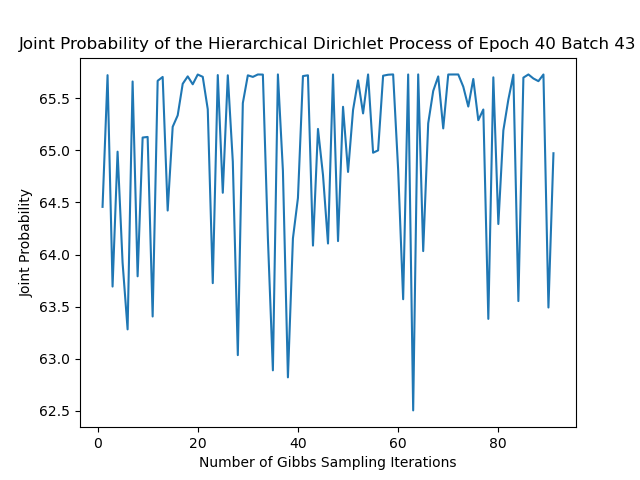 Joint Probability of the Hierarchical Dirichlet Process of Epoch 40 Batch 43
65.5
65.0
64.5
64.0
63.5
63.0
62.5
Joint Probability
0 20 40 60 80
Number of Gibbs Sampling Iterations